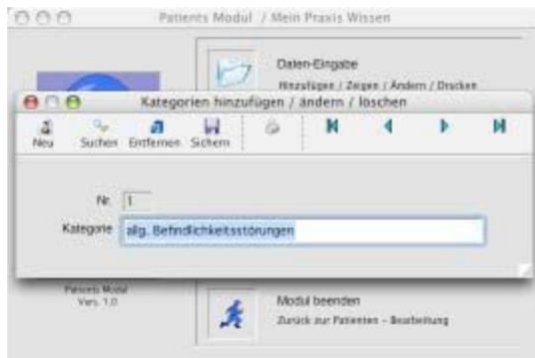 Patients Modul / Mein Praxis Wissen
Daten-Eingabe
Hinzufügen / Zeigen / Ändern / Drucken
Kategorien hinzufügen / ändern / löschen
Neu Suchen Entfernen Sichern
Nr. 1
Kategorie allg. Befindlichkeitsstörungen
Patients Modul
Vers. 1.0
Modul beenden
Zurück zur Patienten - Bearbeitung